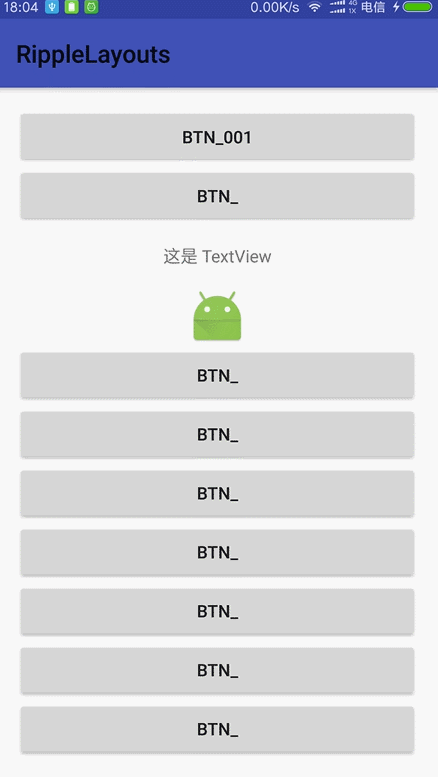 18:04 0.00K/s 4G 1X 电信
RippleLayouts
BTN_001
BTN_
这是 TextView
BTN_
BTN_
BTN_
BTN_
BTN_
BTN_
BTN_